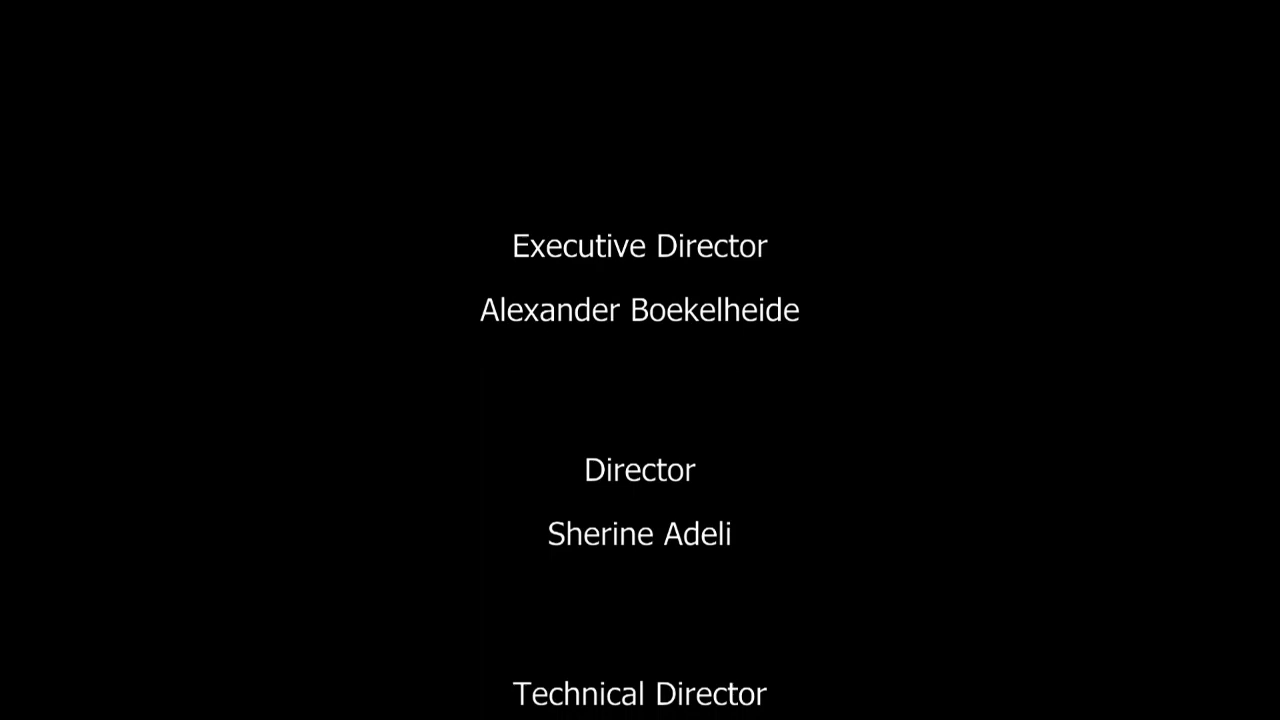 Executive Director
Alexander Boekelheide
Director
Sherine Adeli
Technical Director